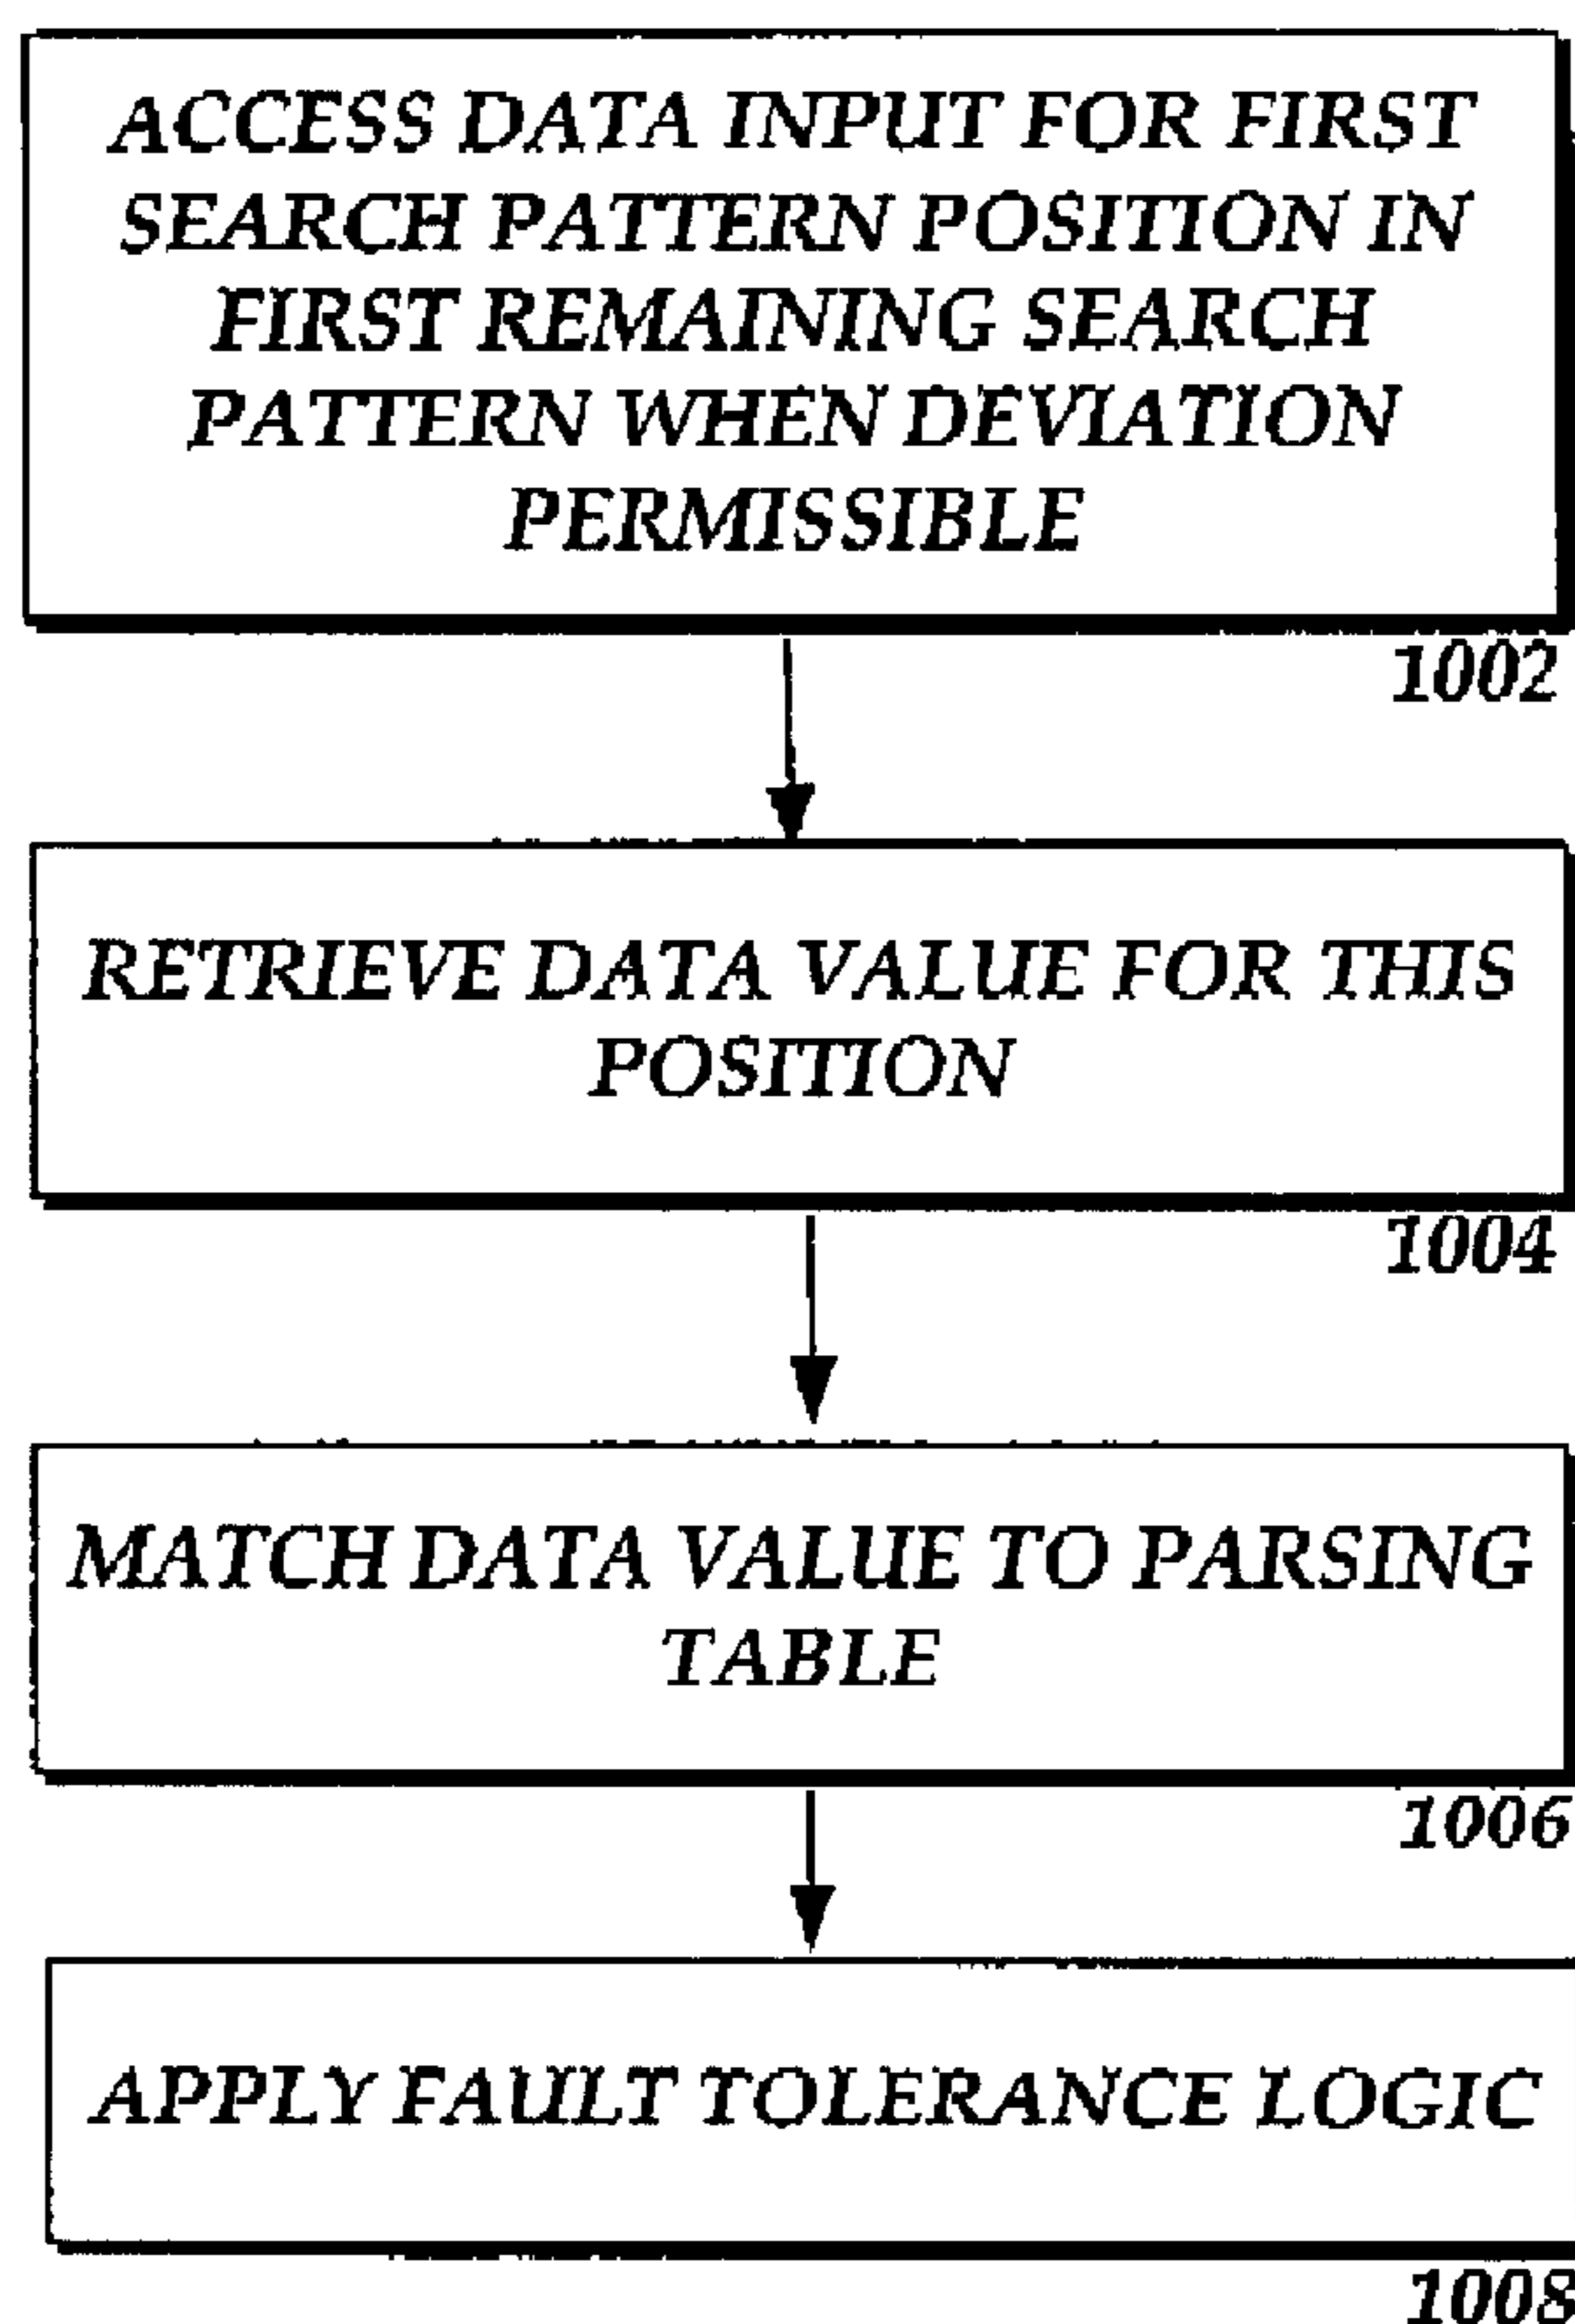 ACCESS DATA INPUT FOR FIRST
SEARCH PATTERN POSITION IN
FIRST REMAINING SEARCH
PATTERN WHEN DEVIATION
PERMISSIBLE
1002
RETRIEVE DATA VALUE FOR THIS
POSITION
1004
MATCH DATA VALUE TO PARSING
TABLE
1006
APPLY FAULT TOLERANCE LOGIC
1008